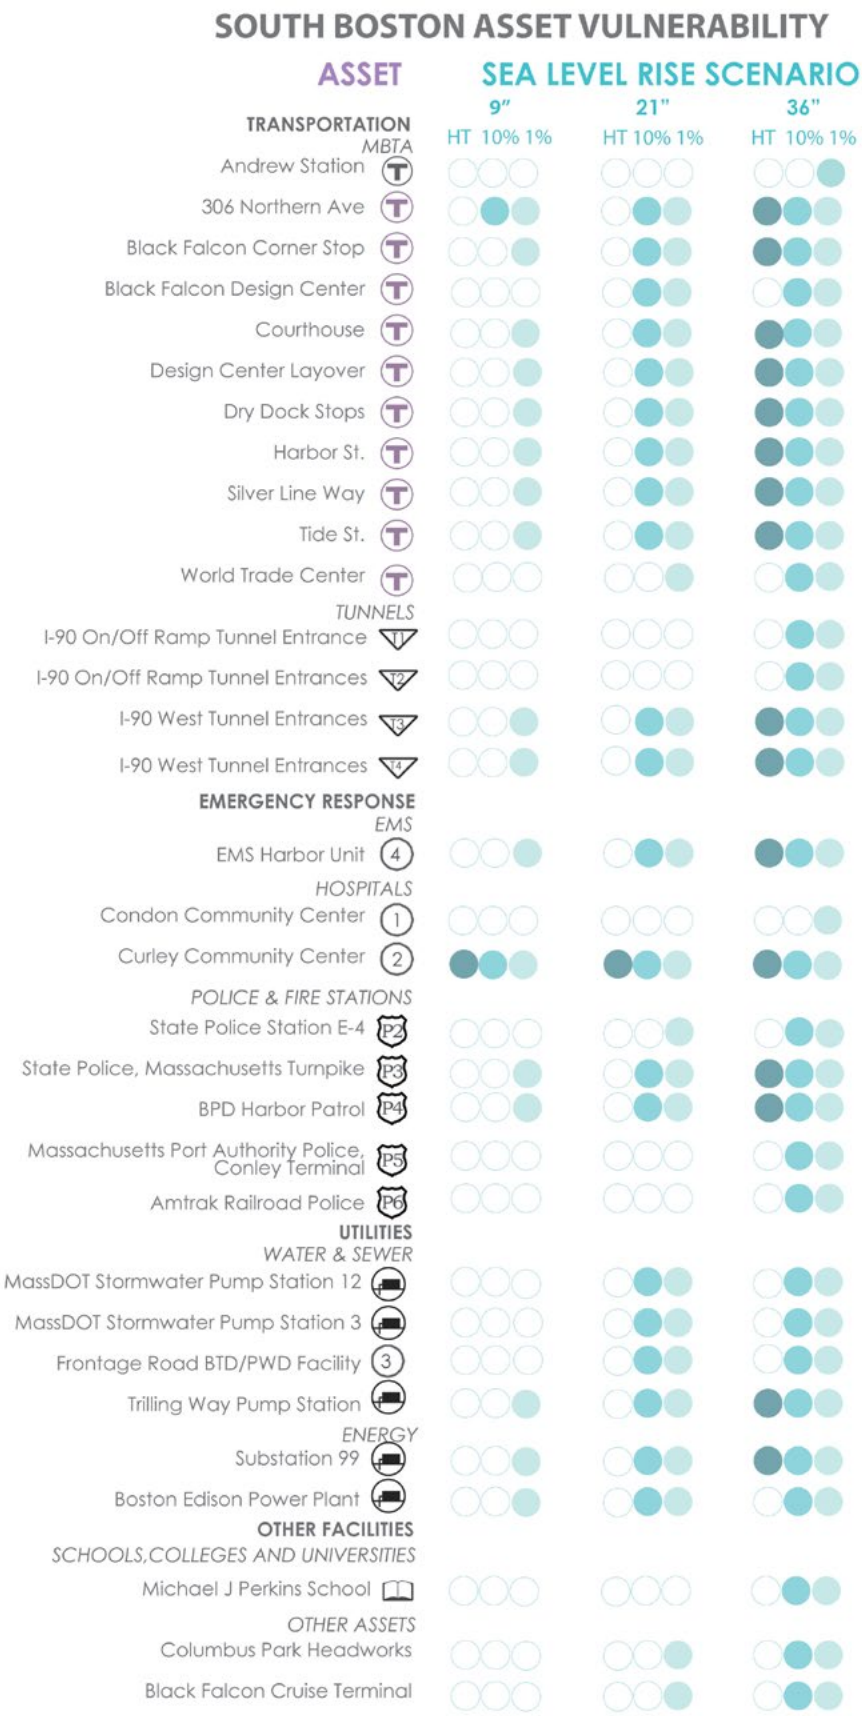 SOUTH BOSTON ASSET VULNERABILITY
ASSET SEA LEVEL RISE SCENARIO
9" 21" 36"
TRANSPORTATION
HT 10% 1% HT 10% 1% HT 10% 1%
MBTA
Andrew Station T
306 Northern Ave T
Black Falcon Corner Stop T
Black Falcon Design Center T
Courthouse T
Design Center Layover T
Dry Dock Stops T
Harbor St. T
Silver Line Way T
Tide St. T
World Trade Center T
TUNNELS
I-90 On/Off Ramp Tunnel Entrance T1
I-90 On/Off Ramp Tunnel Entrances T2
I-90 West Tunnel Entrances T3
I-90 West Tunnel Entrances T4
EMERGENCY RESPONSE
EMS
EMS Harbor Unit 4
HOSPITALS
Condon Community Center 1
Curley Community Center 2
POLICE & FIRE STATIONS
State Police Station E-4 P2
State Police, Massachusetts Turnpike P3
BPD Harbor Patrol P4
Massachusetts Port Authority Police,
Conley Terminal P5
Amtrak Railroad Police P6
UTILITIES
WATER & SEWER
MassDOT Stormwater Pump Station 12
MassDOT Stormwater Pump Station 3
Frontage Road BTD/PWD Facility 3
Trilling Way Pump Station
ENERGY
Substation 99
Boston Edison Power Plant
OTHER FACILITIES
SCHOOLS,COLLEGES AND UNIVERSITIES
Michael J Perkins School
OTHER ASSETS
Columbus Park Headworks
Black Falcon Cruise Terminal